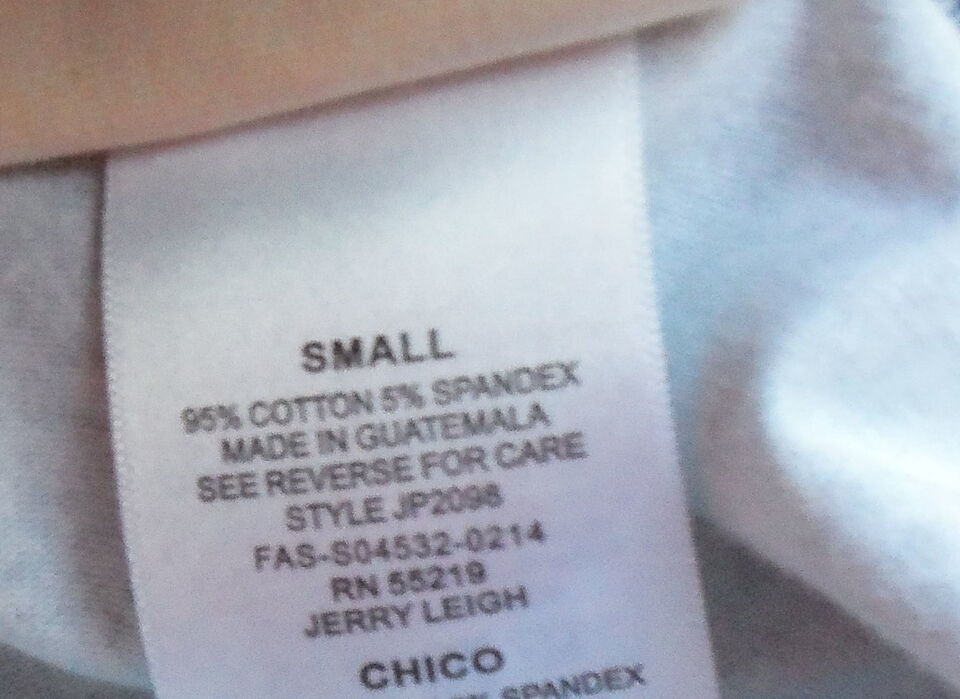 SMALL
95% COTTON 5% SPANDEX
MADE IN GUATEMALA
SEE REVERSE FOR CARE
STYLE JP2098
FAS-S04532-0214
RN 55219
JERRY LEIGH
CHICO
% SPANDEX